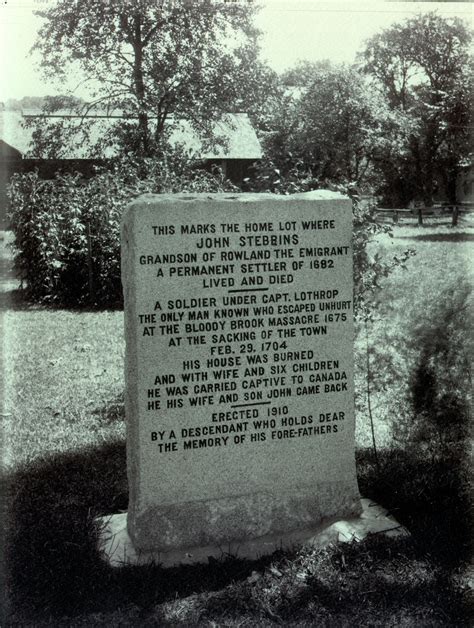 THIS MARKS THE HOME LOT WHERE
JOHN STEBBINS
GRANDSON OF ROWLAND THE EMIGRANT
A PERMANENT SETTLER OF 1682
LIVED AND DIED
A SOLDIER UNDER CAPT. LOTHROP
THE ONLY MAN KNOWN WHO ESCAPED UNHURT
AT THE BLOODY BROOK MASSACRE 1675
AT THE SACKING OF THE TOWN
FEB. 29, 1704
HIS HOUSE WAS BURNED
AND WITH WIFE AND SIX CHILDREN
HE WAS CARRIED CAPTIVE TO CANADA
HE HIS WIFE AND SON JOHN CAME BACK
ERECTED 1910
BY A DESCENDANT WHO HOLDS DEAR
THE MEMORY OF HIS FORE-FATHERS